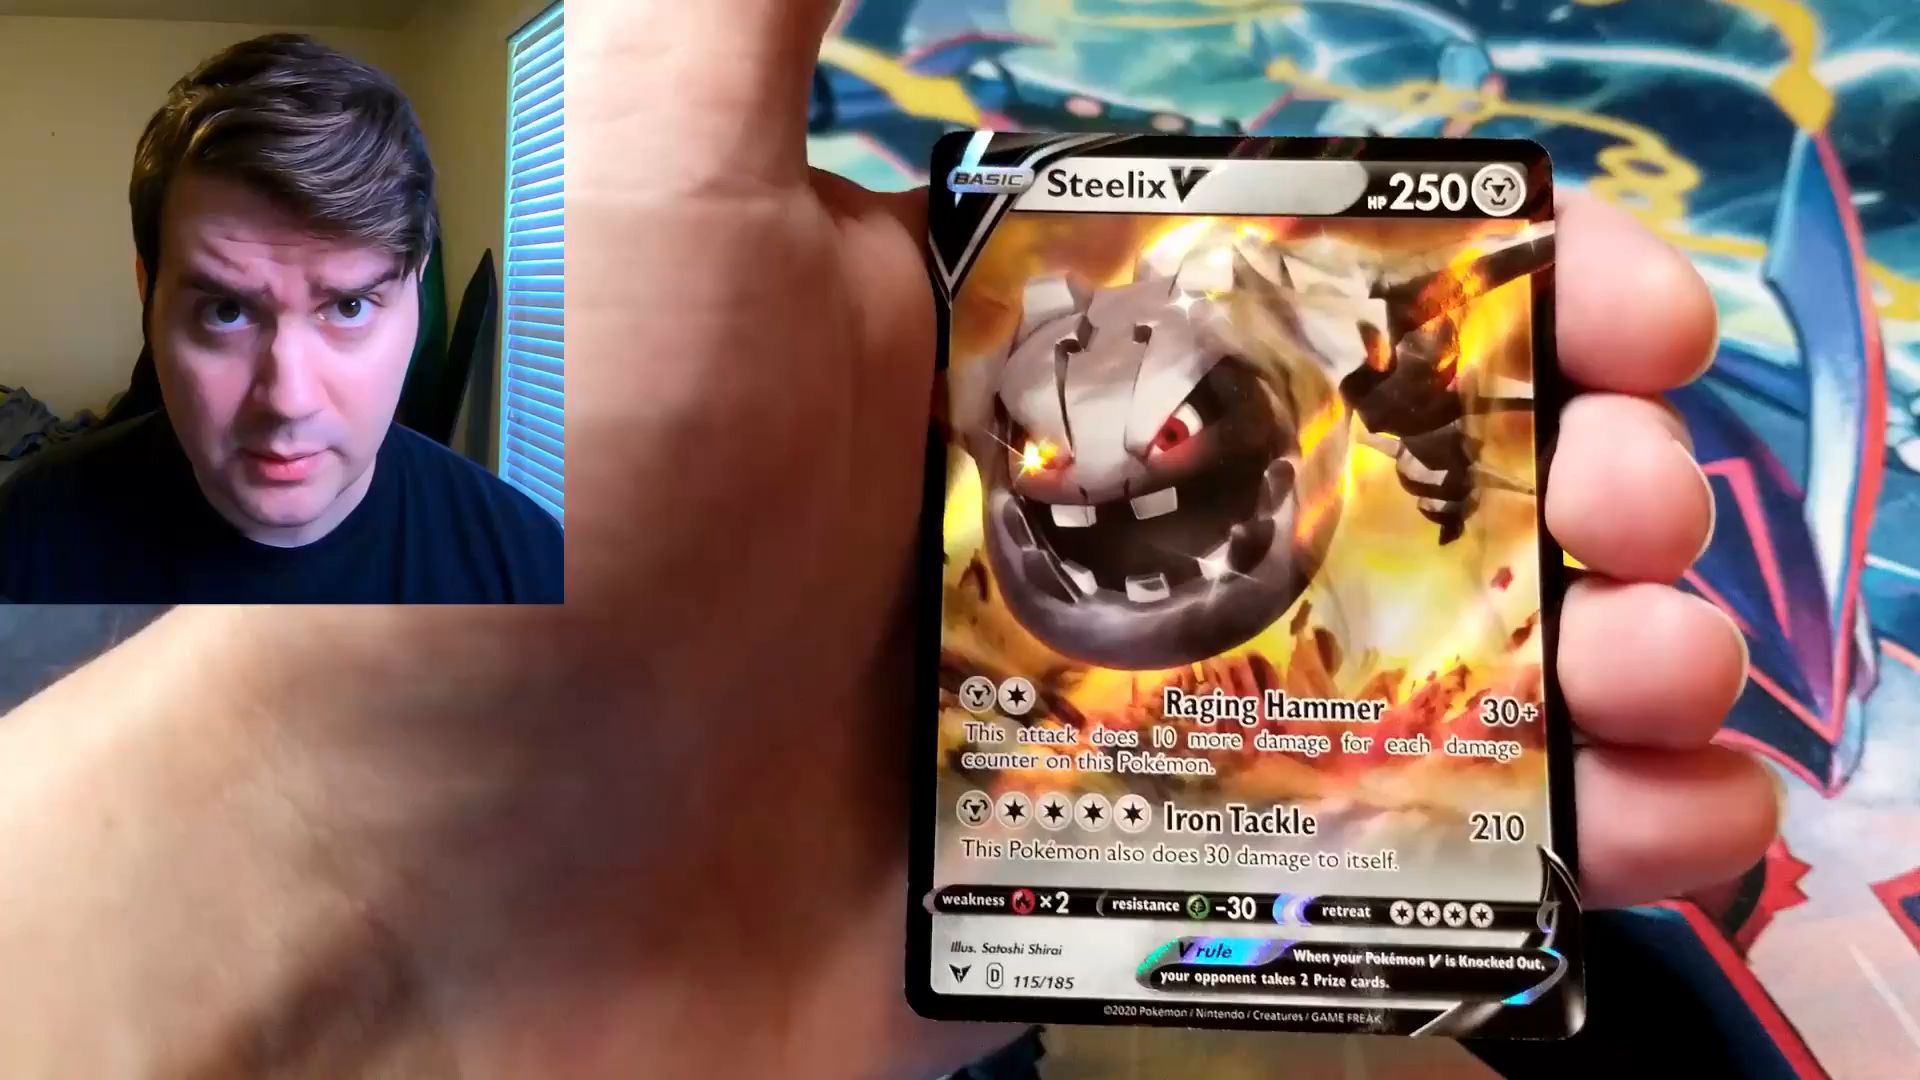 BASIC Steelix V HP 250
Raging Hammer 30+
This attack does 10 more damage for each damage
counter on this Pokémon.
Iron Tackle 210
This Pokémon also does 30 damage to itself.
weakness ×2 resistance -30 retreat
Illus. Satoshi Shirai
V rule When your Pokémon V is Knocked Out,
your opponent takes 2 Prize cards.
D 115/185
©2020 Pokémon / Nintendo / Creatures / GAME FREAK